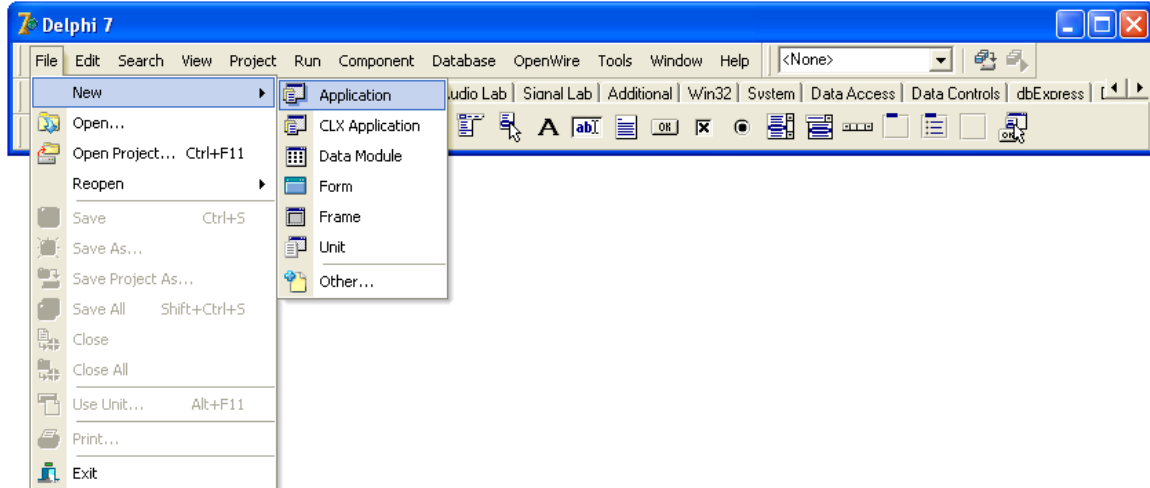 Delphi 7
File Edit Search View Project Run Component Database OpenWire Tools Window Help <None>
New Application udio Lab Signal Lab Additional Win32 System Data Access Data Controls dbExpress
Open... CLX Application
Open Project... Ctrl+F11 Data Module
Reopen Form
Save Ctrl+S Frame
Save As... Unit
Save Project As... Other...
Save All Shift+Ctrl+S
Close
Close All
Use Unit... Alt+F11
Print...
Exit